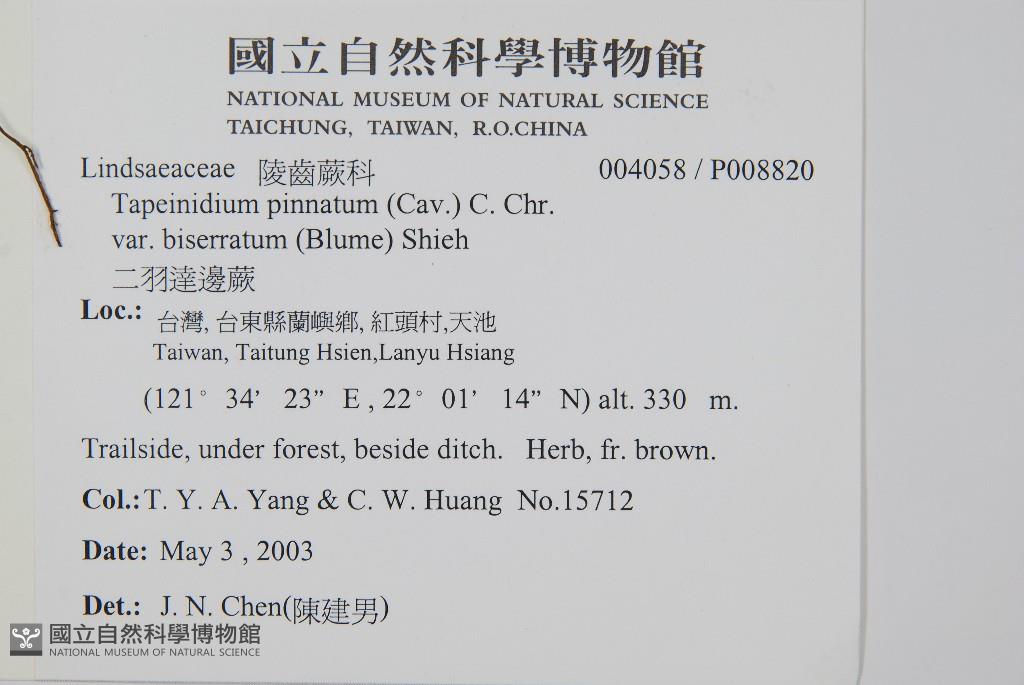 國立自然科學博物館
NATIONAL MUSEUM OF NATURAL SCIENCE
TAICHUNG, TAIWAN, R.O.CHINA
Lindsaeaceae 陵齒蕨科 004058 / P008820
Tapeinidium pinnatum (Cav.) C. Chr.
var. biserratum (Blume) Shieh
二羽達邊蕨
Loc.: 台灣, 台東縣蘭嶼鄉, 紅頭村,天池
Taiwan, Taitung Hsien,Lanyu Hsiang
(121° 34’ 23” E , 22° 01’ 14” N) alt. 330 m.
Trailside, under forest, beside ditch. Herb, fr. brown.
Col.: T. Y. A. Yang & C. W. Huang No.15712
Date: May 3 , 2003
Det.: J. N. Chen(陳建男)
國立自然科學博物館
NATIONAL MUSEUM OF NATURAL SCIENCE